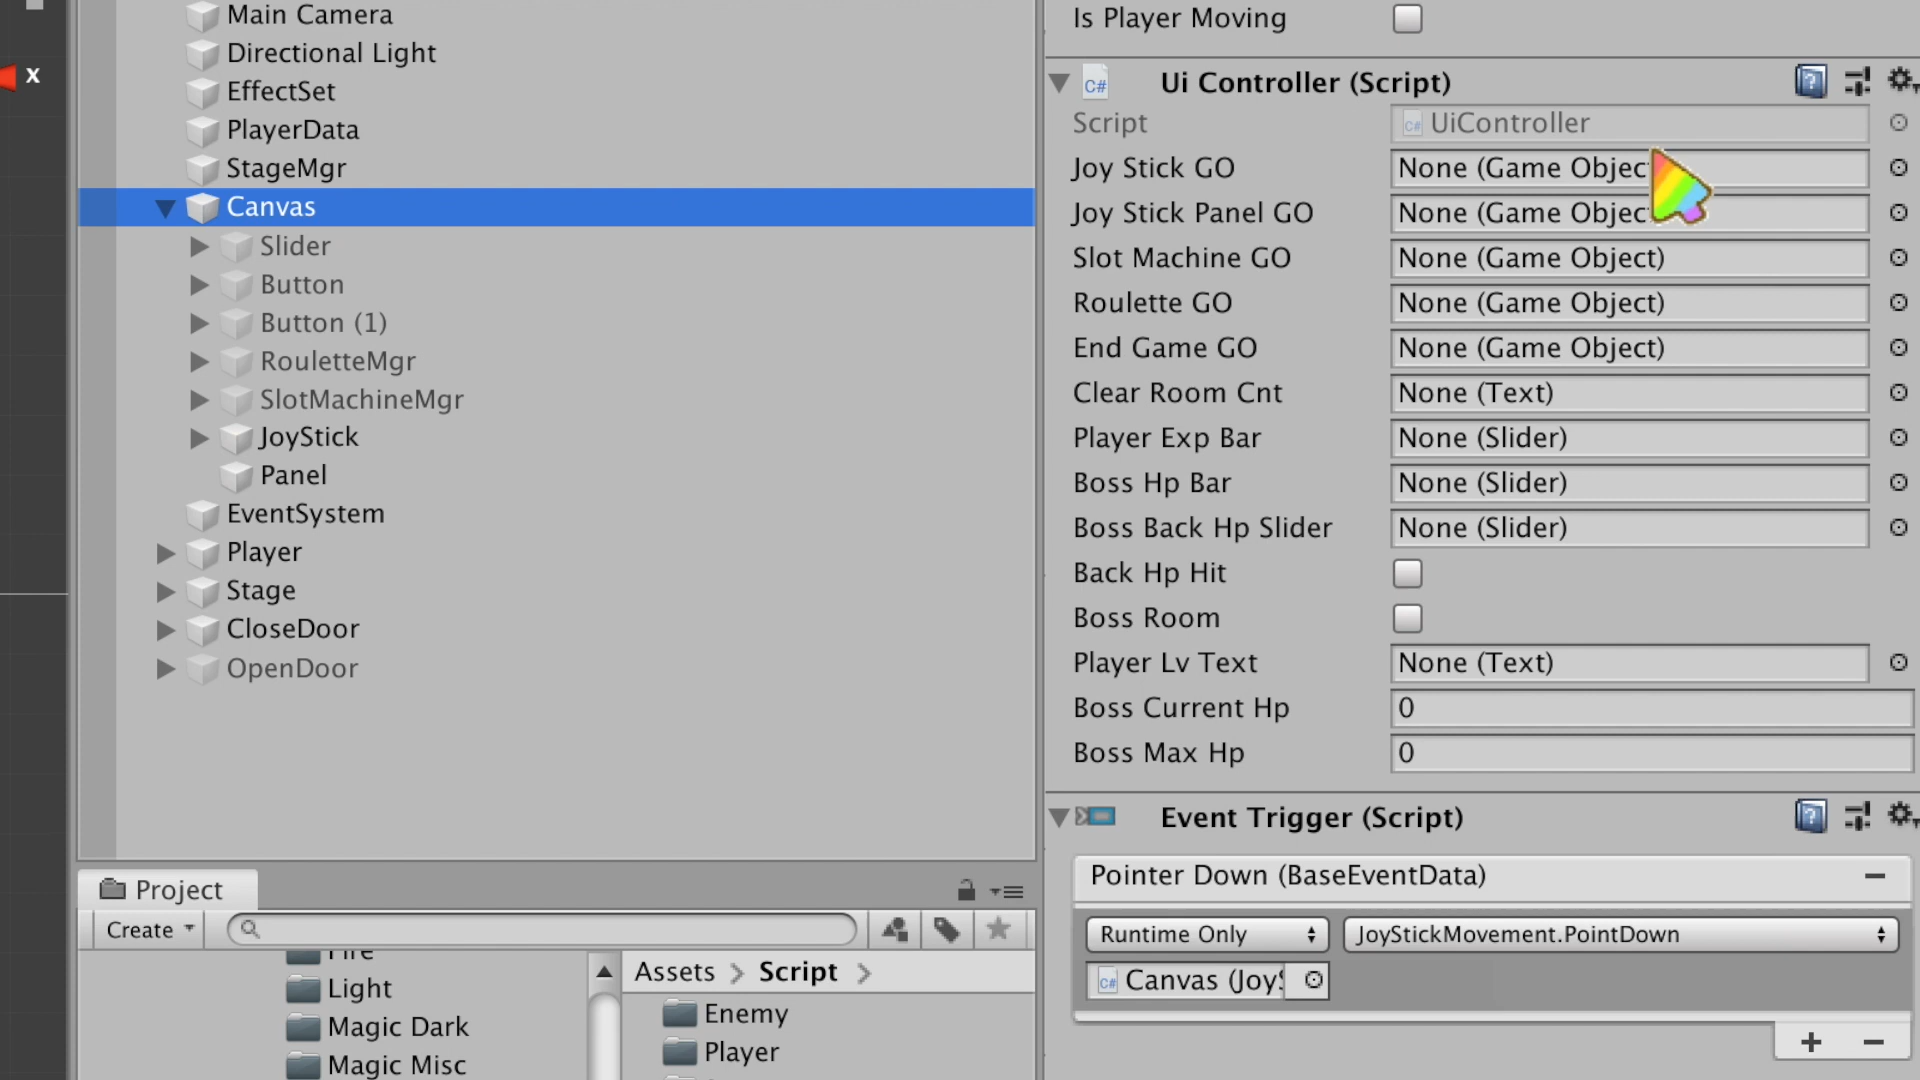 x
Main Camera
Directional Light
EffectSet
PlayerData
StageMgr
Canvas
Slider
Button
Button (1)
RouletteMgr
SlotMachineMgr
JoyStick
Panel
EventSystem
Player
Stage
CloseDoor
OpenDoor
Project
Create
Light
Magic Dark
Magic Misc
Assets > Script >
Enemy
Player
Is Player Moving
C# Ui Controller (Script)
Script C# UiController
Joy Stick GO None (Game Objec
Joy Stick Panel GO None (Game Objec
Slot Machine GO None (Game Object)
Roulette GO None (Game Object)
End Game GO None (Game Object)
Clear Room Cnt None (Text)
Player Exp Bar None (Slider)
Boss Hp Bar None (Slider)
Boss Back Hp Slider None (Slider)
Back Hp Hit
Boss Room
Player Lv Text None (Text)
Boss Current Hp 0
Boss Max Hp 0
Event Trigger (Script)
Pointer Down (BaseEventData)
Runtime Only JoyStickMovement.PointDown
C# Canvas (Joy